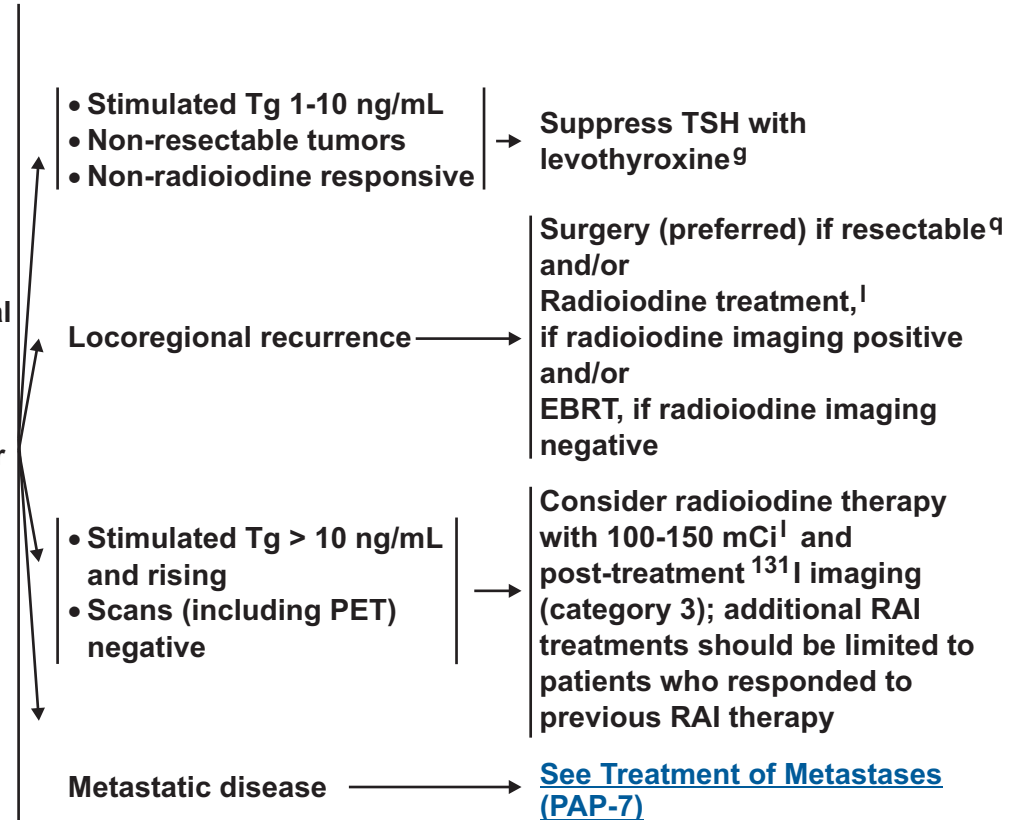 • Stimulated Tg 1-10 ng/mL
• Non-resectable tumors
• Non-radioiodine responsive
Suppress TSH with
levothyroxine g
Locoregional recurrence
Surgery (preferred) if resectable q
and/or
Radioiodine treatment, l
if radioiodine imaging positive
and/or
EBRT, if radioiodine imaging
negative
• Stimulated Tg > 10 ng/mL
and rising
• Scans (including PET)
negative
Consider radioiodine therapy
with 100-150 mCi l and
post-treatment 131I imaging
(category 3); additional RAI
treatments should be limited to
patients who responded to
previous RAI therapy
Metastatic disease
See Treatment of Metastases
(PAP-7)